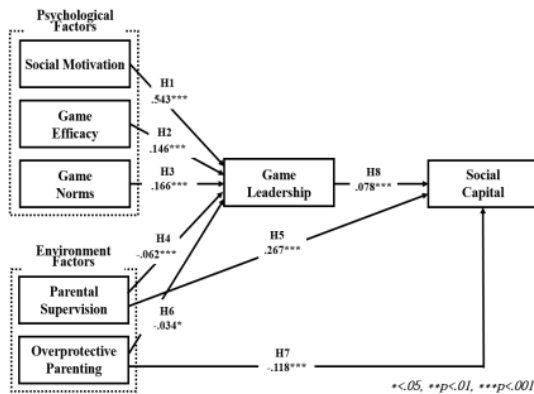 Psychological
Factors
Social Motivation
H1
.543***
Game
Efficacy
H2
.146***
Game
Norms
H3
.166***
Game
Leadership
H8
.078***
Social
Capital
Environment
Factors
H4
-.062***
H5
.267***
Parental
Supervision
H6
-.034*
Overprotective
Parenting
H7
-.118***
*<.05, **p<.01, ***p<.001